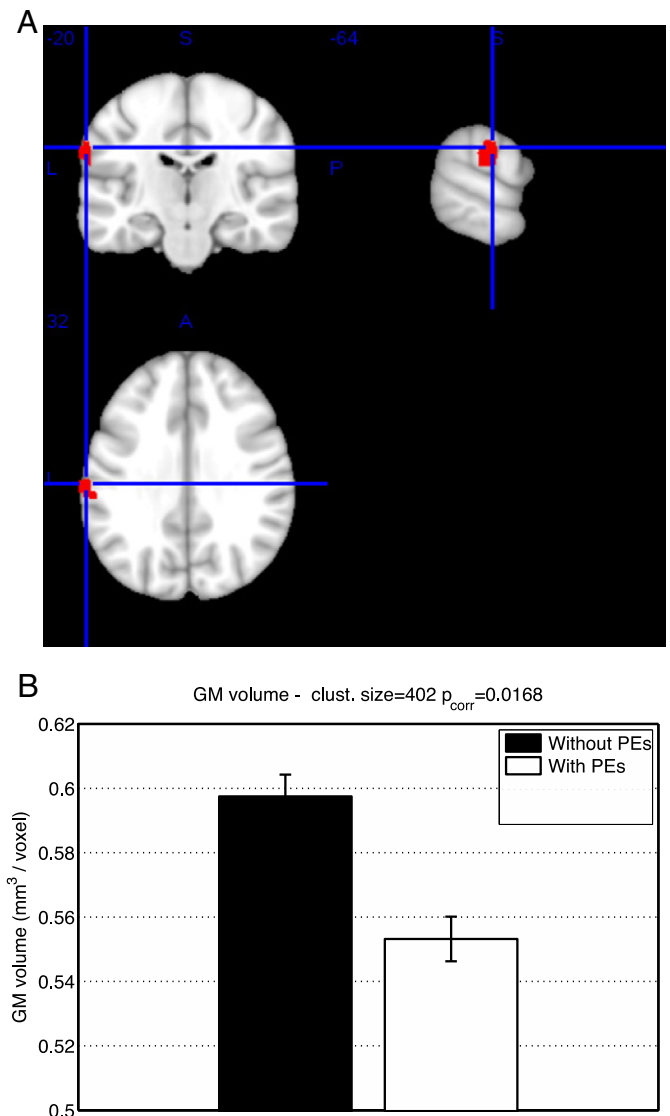 A
-20 S -64 S
L P
32 A
L
B
GM volume - clust. size=402 p_corr=0.0168
0.62
Without PEs
With PEs
0.6
0.58
0.56
0.54
0.52
0.5
GM volume (mm³ / voxel)